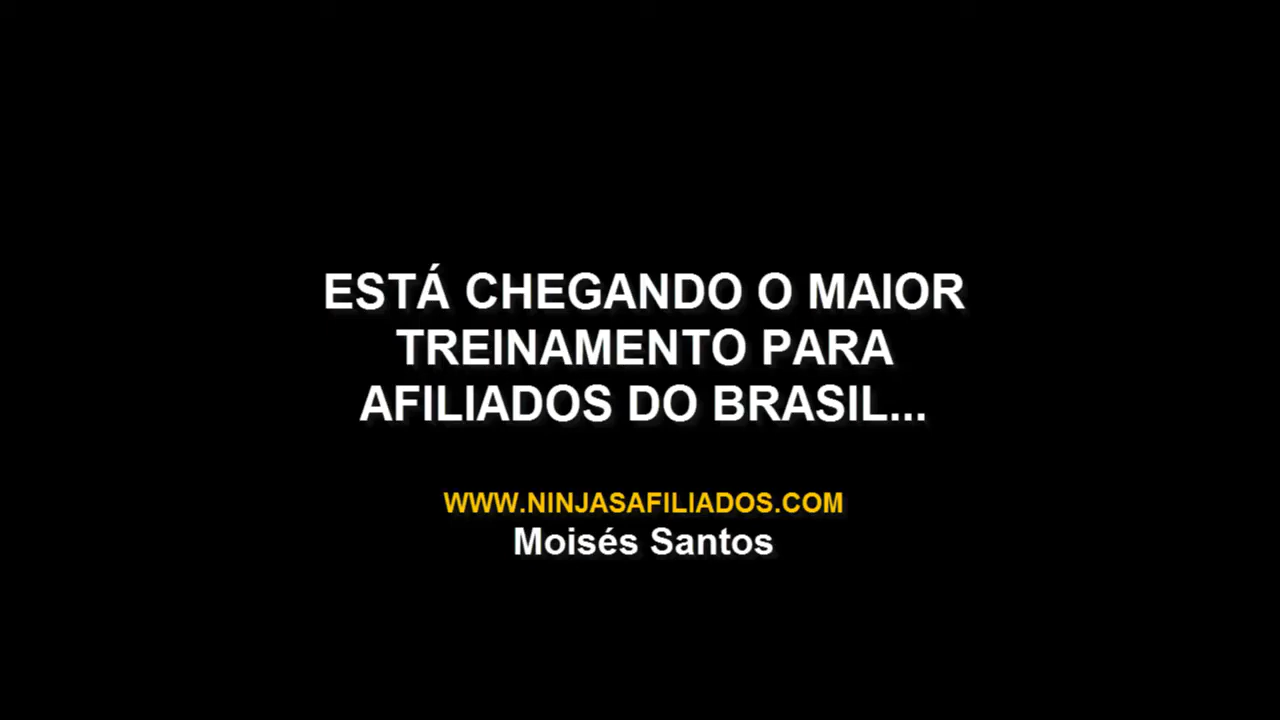 ESTÁ CHEGANDO O MAIOR
TREINAMENTO PARA
AFILIADOS DO BRASIL...
WWW.NINJASAFILIADOS.COM
Moisés Santos